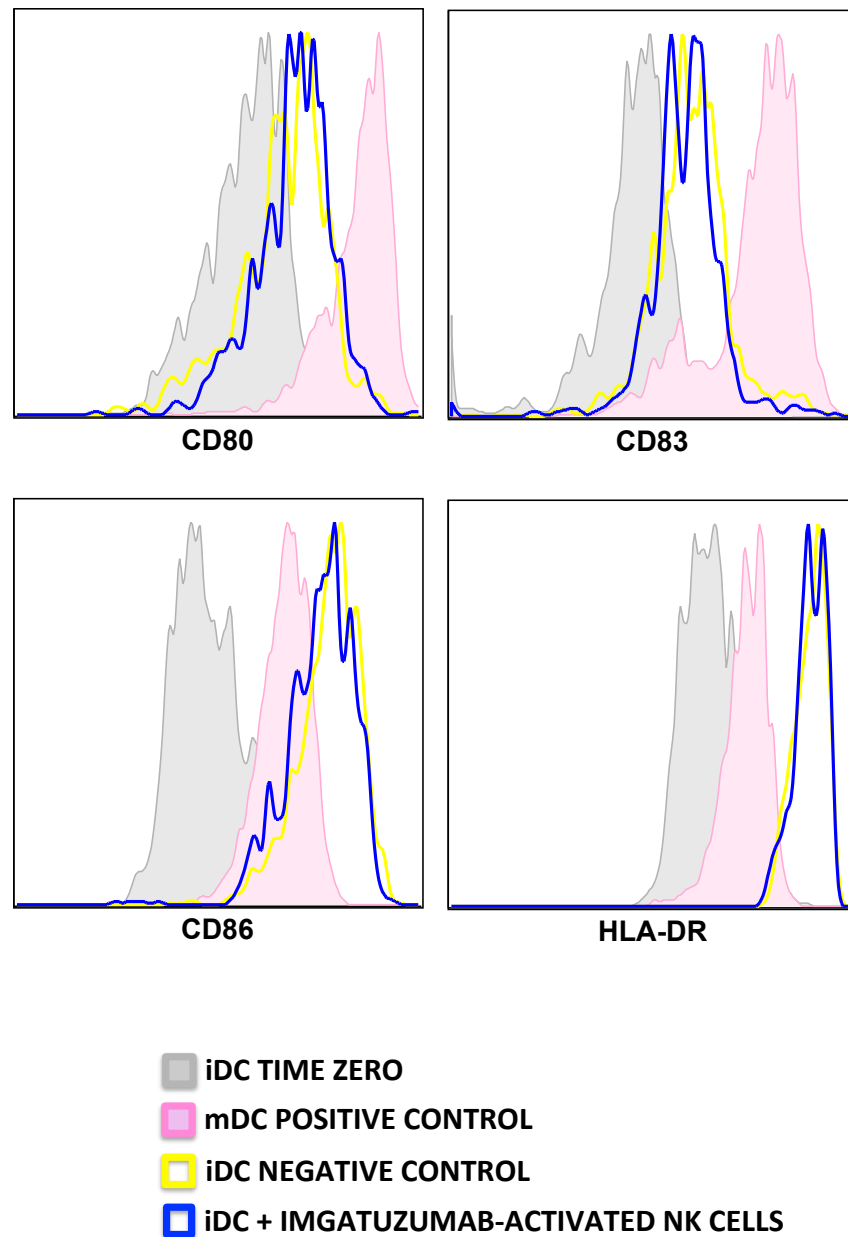 CD80
CD83
CD86
HLA-DR
iDC TIME ZERO
mDC POSITIVE CONTROL
iDC NEGATIVE CONTROL
iDC + IMGATUZUMAB-ACTIVATED NK CELLS